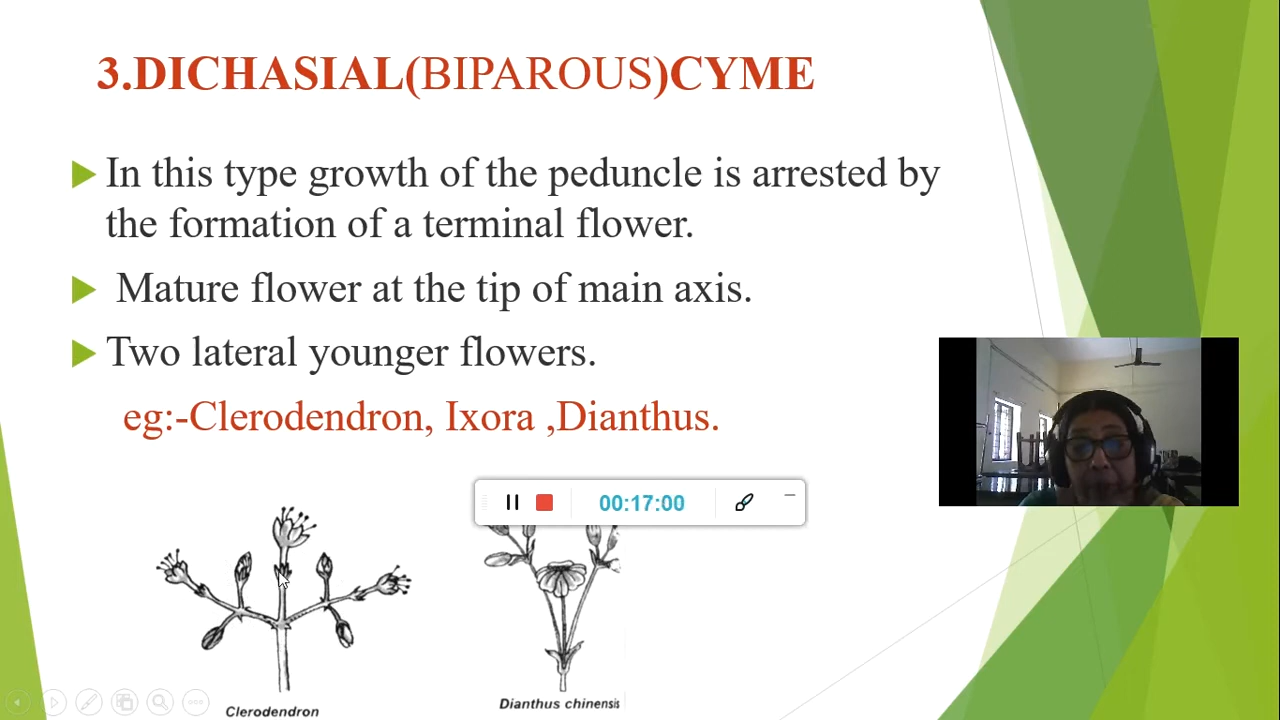 3.DICHASIAL(BIPAROUS)CYME
In this type growth of the peduncle is arrested by
the formation of a terminal flower.
Mature flower at the tip of main axis.
Two lateral younger flowers.
eg:-Clerodendron, Ixora ,Dianthus.
00:17:00
Clerodendron
Dianthus chinensis